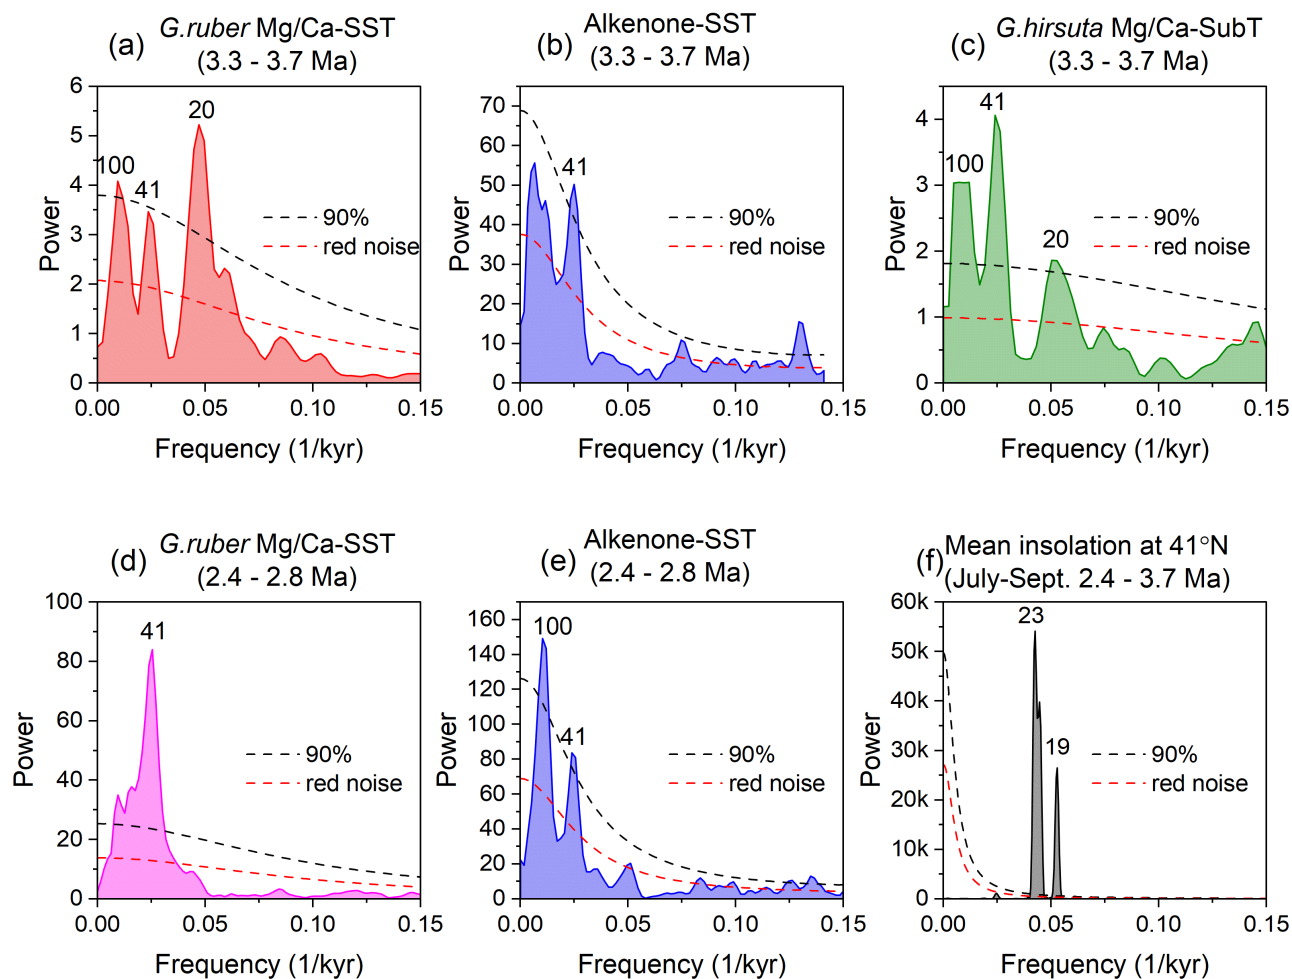 (a)
G.ruber Mg/Ca-SST
(3.3 - 3.7 Ma)
6
5
4
3
2
1
0
Power
100
41
20
90%
red noise
0.00
0.05
0.10
0.15
Frequency (1/kyr)
(b)
Alkenone-SST
(3.3 - 3.7 Ma)
70
60
50
40
30
20
10
0
Power
41
90%
red noise
0.00
0.05
0.10
0.15
Frequency (1/kyr)
(c)
G.hirsuta Mg/Ca-SubT
(3.3 - 3.7 Ma)
4
3
2
1
0
Power
100
41
20
90%
red noise
0.00
0.05
0.10
0.15
Frequency (1/kyr)
(d)
G.ruber Mg/Ca-SST
(2.4 - 2.8 Ma)
100
80
60
40
20
0
Power
41
90%
red noise
0.00
0.05
0.10
0.15
Frequency (1/kyr)
(e)
Alkenone-SST
(2.4 - 2.8 Ma)
160
140
120
100
80
60
40
20
0
Power
100
41
90%
red noise
0.00
0.05
0.10
0.15
Frequency (1/kyr)
(f)
Mean insolation at 41°N
(July-Sept. 2.4 - 3.7 Ma)
60k
50k
40k
30k
20k
10k
0
Power
23
19
90%
red noise
0.00
0.05
0.10
0.15
Frequency (1/kyr)